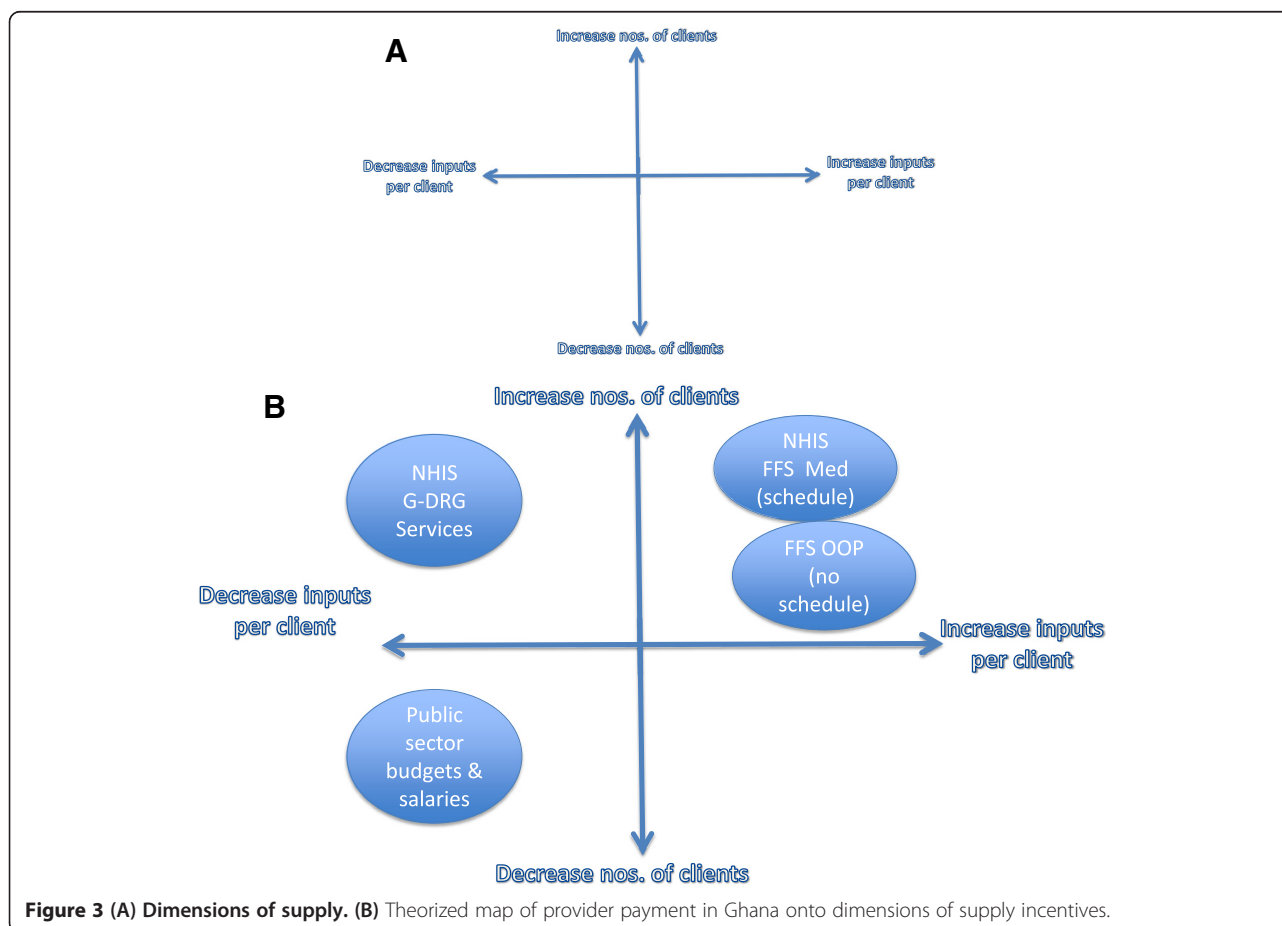 A
Increase nos. of clients
Decrease inputs
per client
Increase inputs
per client
Decrease nos. of clients
B
Increase nos. of clients
NHIS
G-DRG
Services
NHIS
FFS Med
(schedule)
FFS OOP
(no
schedule)
Decrease inputs
per client
Increase inputs
per client
Public
sector
budgets &
salaries
Decrease nos. of clients
Figure 3 (A) Dimensions of supply. (B) Theorized map of provider payment in Ghana onto dimensions of supply incentives.